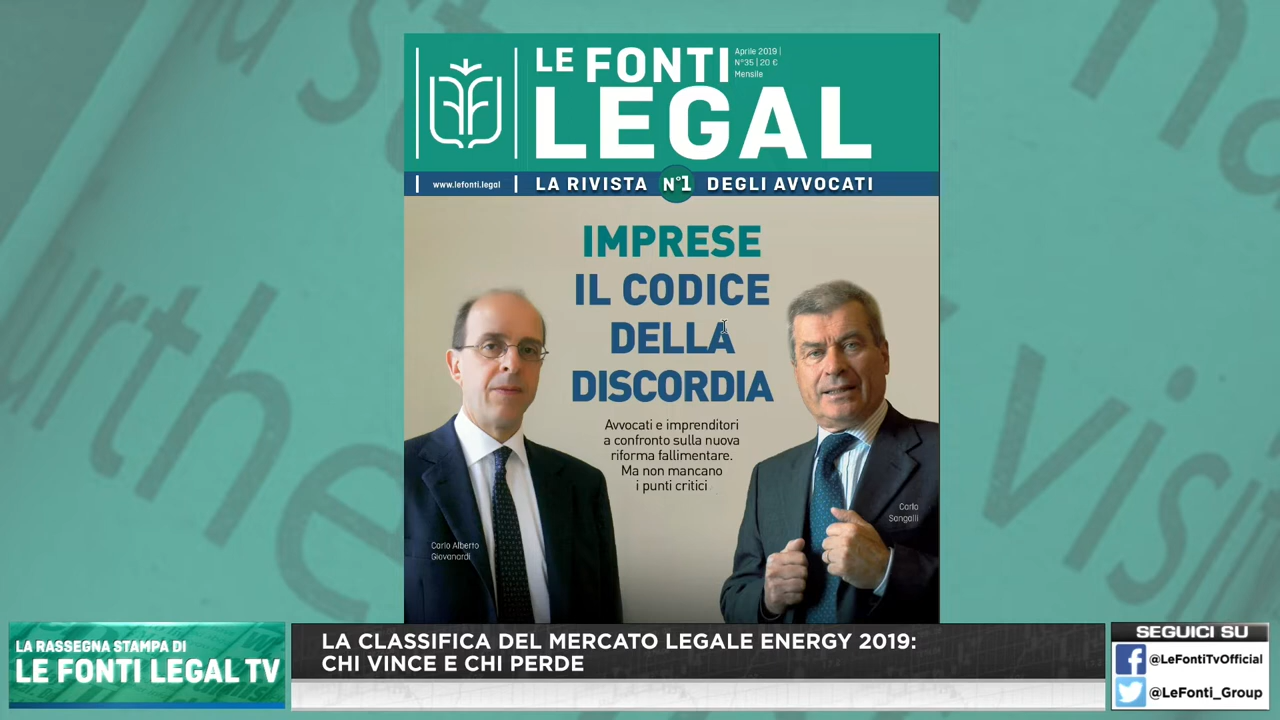 LE FONTI
LEGAL
Aprile 2019 |
N°35 | 20 €
Mensile
www.lefonti.legal
LA RIVISTA N°1 DEGLI AVVOCATI
IMPRESE
IL CODICE
DELLA
DISCORDIA
Avvocati e imprenditori
a confronto sulla nuova
riforma fallimentare.
Ma non mancano
i punti critici
Carlo Alberto
Giovanardi
Carlo
Sangalli
LA RASSEGNA STAMPA DI
LE FONTI LEGAL TV
LA CLASSIFICA DEL MERCATO LEGALE ENERGY 2019:
CHI VINCE E CHI PERDE
SEGUICI SU
@LeFontiTvOfficial
@LeFonti_Group